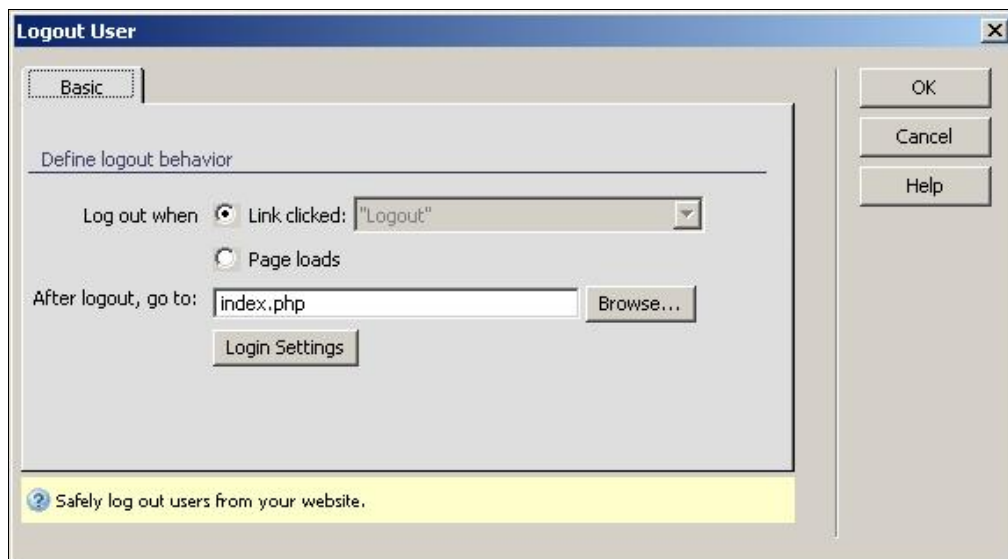 Logout User
Basic
OK
Cancel
Help
Define logout behavior
Log out when Link clicked: "Logout"
Page loads
After logout, go to: index.php Browse...
Login Settings
Safely log out users from your website.